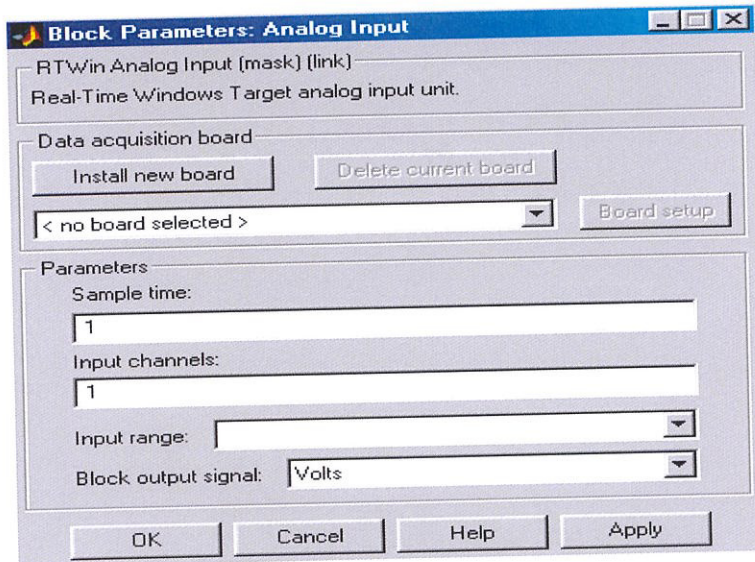 Block Parameters: Analog Input
RTWin Analog Input (mask) (link)
Real-Time Windows Target analog input unit.
Data acquisition board
Install new board
Delete current board
< no board selected >
Board setup
Parameters
Sample time:
1
Input channels:
1
Input range:
Block output signal: Volts
OK Cancel Help Apply